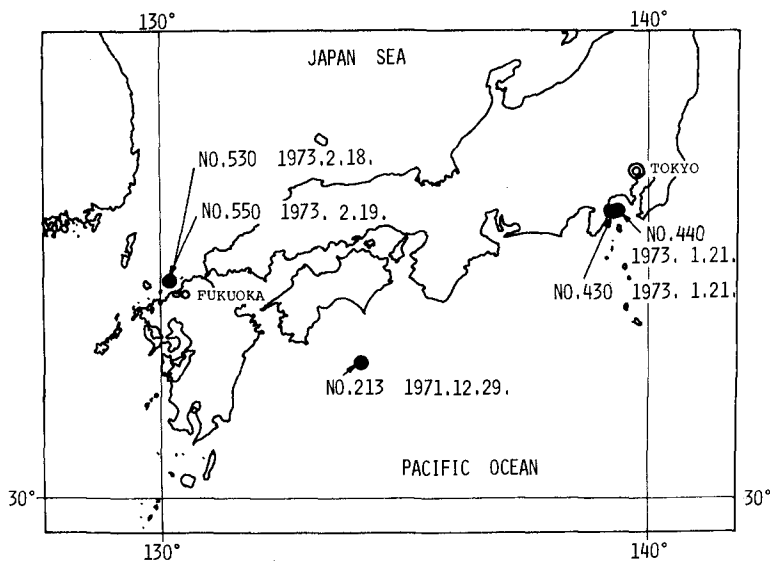 130°
140°
JAPAN SEA
NO.530 1973.2.18.
TOKYO
NO.550 1973. 2.19.
NO.440
1973. 1.21.
FUKUOKA
NO.430 1973. 1.21.
NO.213 1971.12.29.
PACIFIC OCEAN
30°
30°
130°
140°